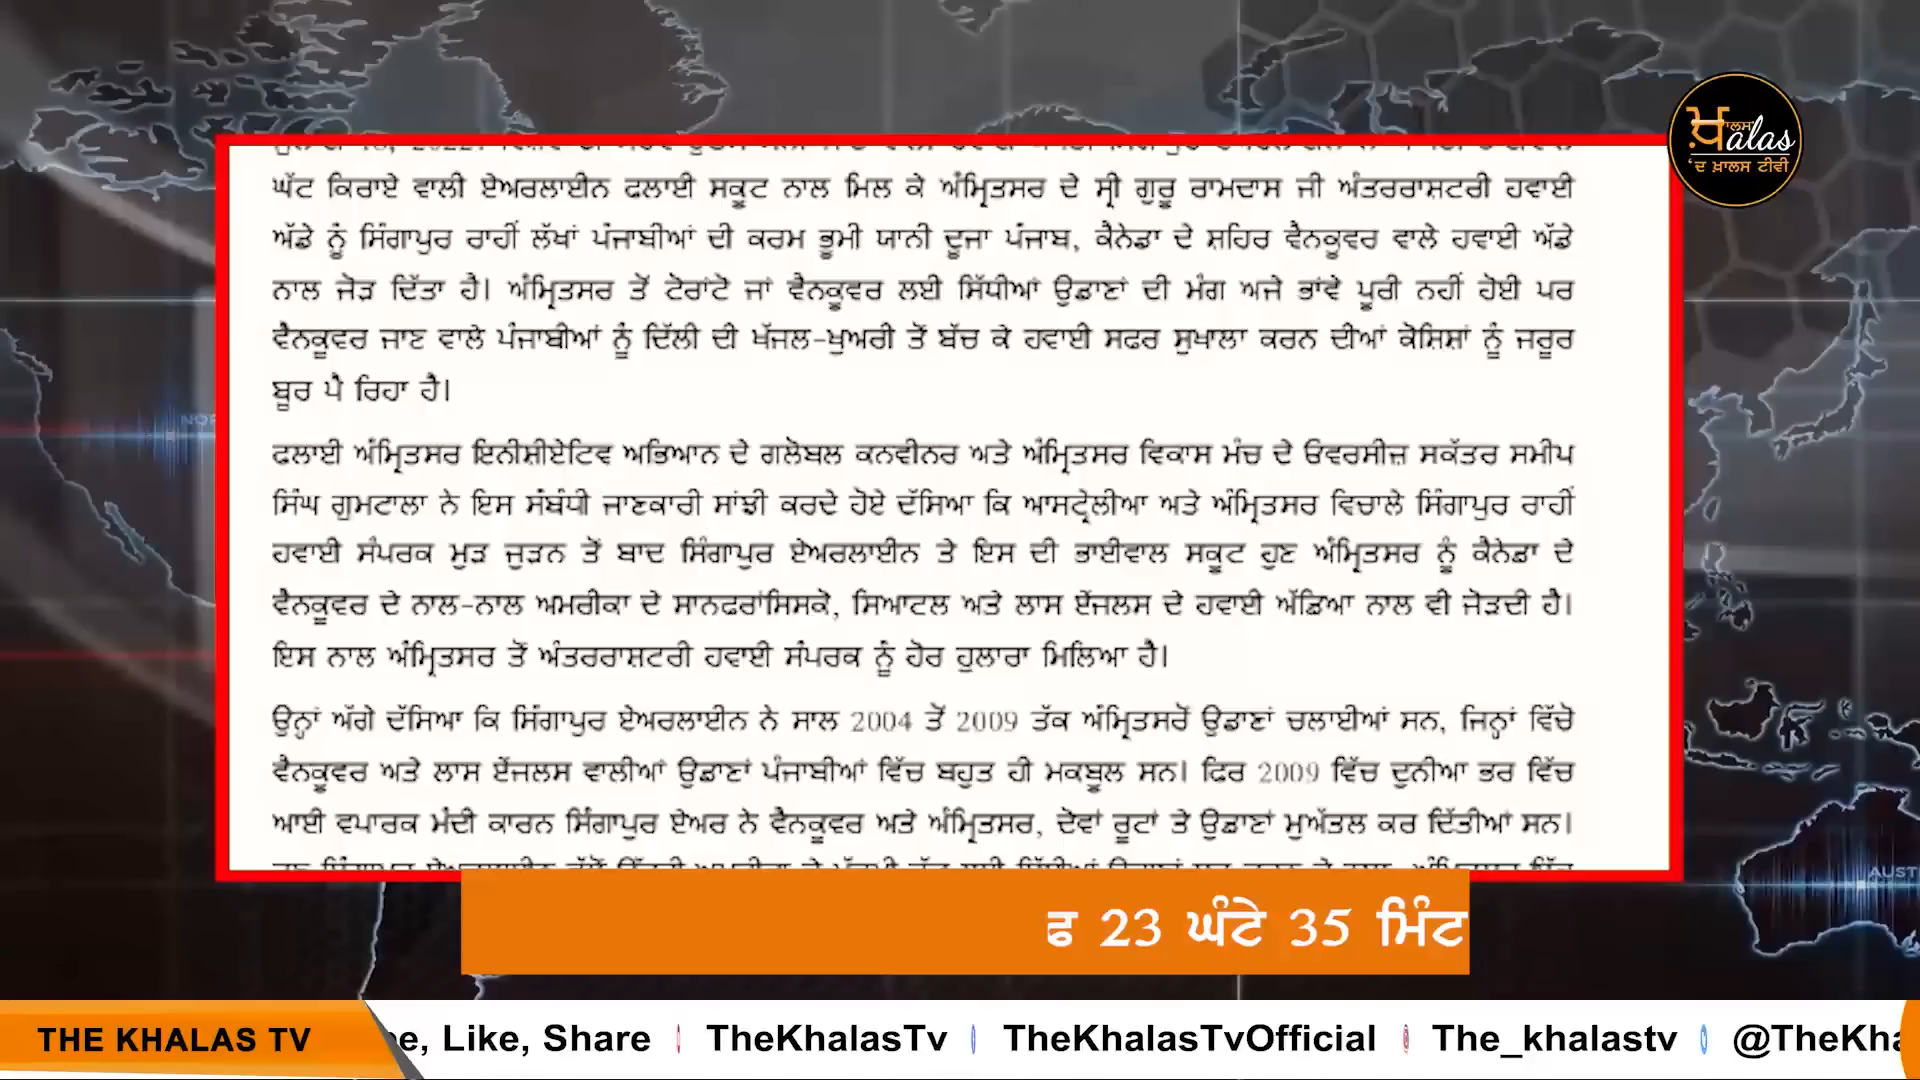 ਖ਼ਾਲਸ alas
'ਦ ਖ਼ਾਲਸ ਟੀਵੀ
ਘੱਟ ਕਿਰਾਏ ਵਾਲੀ ਏਅਰਲਾਈਨ ਫਲਾਈ ਸਕੂਟ ਨਾਲ ਮਿਲ ਕੇ ਅੰਮ੍ਰਿਤਸਰ ਦੇ ਸ੍ਰੀ ਗੁਰੂ ਰਾਮਦਾਸ ਜੀ ਅੰਤਰਰਾਸ਼ਟਰੀ ਹਵਾਈ
ਅੱਡੇ ਨੂੰ ਸਿੰਗਾਪੁਰ ਰਾਹੀਂ ਲੱਖਾਂ ਪੰਜਾਬੀਆਂ ਦੀ ਕਰਮ ਭੂਮੀ ਯਾਨੀ ਦੂਜਾ ਪੰਜਾਬ, ਕੈਨੇਡਾ ਦੇ ਸ਼ਹਿਰ ਵੈਨਕੂਵਰ ਵਾਲੇ ਹਵਾਈ ਅੱਡੇ
ਨਾਲ ਜੋੜ ਦਿੱਤਾ ਹੈ। ਅੰਮ੍ਰਿਤਸਰ ਤੋਂ ਟੋਰਾਂਟੋ ਜਾਂ ਵੈਨਕੂਵਰ ਲਈ ਸਿੱਧੀਆਂ ਉਡਾਣਾਂ ਦੀ ਮੰਗ ਅਜੇ ਭਾਂਵੇ ਪੂਰੀ ਨਹੀਂ ਹੋਈ ਪਰ
ਵੈਨਕੂਵਰ ਜਾਣ ਵਾਲੇ ਪੰਜਾਬੀਆਂ ਨੂੰ ਦਿੱਲੀ ਦੀ ਖੱਜਲ-ਖੁਅਰੀ ਤੋਂ ਬੱਚ ਕੇ ਹਵਾਈ ਸਫਰ ਸੁਖਾਲਾ ਕਰਨ ਦੀਆਂ ਕੋਸ਼ਿਸ਼ਾਂ ਨੂੰ ਜਰੂਰ
ਬੂਰ ਪੈ ਰਿਹਾ ਹੈ।
ਫਲਾਈ ਅੰਮ੍ਰਿਤਸਰ ਇਨੀਸ਼ੀਏਟਿਵ ਅਭਿਆਨ ਦੇ ਗਲੋਬਲ ਕਨਵੀਨਰ ਅਤੇ ਅੰਮ੍ਰਿਤਸਰ ਵਿਕਾਸ ਮੰਚ ਦੇ ਓਵਰਸੀਜ਼ ਸਕੱਤਰ ਸਮੀਪ
ਸਿੰਘ ਗੁਮਟਾਲਾ ਨੇ ਇਸ ਸੰਬੰਧੀ ਜਾਣਕਾਰੀ ਸਾਂਝੀ ਕਰਦੇ ਹੋਏ ਦੱਸਿਆ ਕਿ ਆਸਟ੍ਰੇਲੀਆ ਅਤੇ ਅੰਮ੍ਰਿਤਸਰ ਵਿਚਾਲੇ ਸਿੰਗਾਪੁਰ ਰਾਹੀਂ
ਹਵਾਈ ਸੰਪਰਕ ਮੁੜ ਜੁੜਨ ਤੋਂ ਬਾਦ ਸਿੰਗਾਪੁਰ ਏਅਰਲਾਈਨ ਤੇ ਇਸ ਦੀ ਭਾਈਵਾਲ ਸਕੂਟ ਹੁਣ ਅੰਮ੍ਰਿਤਸਰ ਨੂੰ ਕੈਨੇਡਾ ਦੇ
ਵੈਨਕੂਵਰ ਦੇ ਨਾਲ-ਨਾਲ ਅਮਰੀਕਾ ਦੇ ਸਾਨਫਰਾਂਸਿਸਕੋ, ਸਿਆਟਲ ਅਤੇ ਲਾਸ ਏਂਜਲਸ ਦੇ ਹਵਾਈ ਅੱਡਿਆ ਨਾਲ ਵੀ ਜੋੜਦੀ ਹੈ।
ਇਸ ਨਾਲ ਅੰਮ੍ਰਿਤਸਰ ਤੋਂ ਅੰਤਰਰਾਸ਼ਟਰੀ ਹਵਾਈ ਸੰਪਰਕ ਨੂੰ ਹੋਰ ਹੁਲਾਰਾ ਮਿਲਿਆ ਹੈ।
ਉਨ੍ਹਾਂ ਅੱਗੇ ਦੱਸਿਆ ਕਿ ਸਿੰਗਾਪੁਰ ਏਅਰਲਾਈਨ ਨੇ ਸਾਲ 2004 ਤੋਂ 2009 ਤੱਕ ਅੰਮ੍ਰਿਤਸਰੋਂ ਉਡਾਣਾਂ ਚਲਾਈਆਂ ਸਨ, ਜਿਨ੍ਹਾਂ ਵਿੱਚੋ
ਵੈਨਕੂਵਰ ਅਤੇ ਲਾਸ ਏਂਜਲਸ ਵਾਲੀਆਂ ਉਡਾਣਾਂ ਪੰਜਾਬੀਆਂ ਵਿੱਚ ਬਹੁਤ ਹੀ ਮਕਬੂਲ ਸਨ। ਫਿਰ 2009 ਵਿੱਚ ਦੁਨੀਆ ਭਰ ਵਿੱਚ
ਆਈ ਵਪਾਰਕ ਮੰਦੀ ਕਾਰਨ ਸਿੰਗਾਪੁਰ ਏਅਰ ਨੇ ਵੈਨਕੂਵਰ ਅਤੇ ਅੰਮ੍ਰਿਤਸਰ, ਦੋਵਾਂ ਰੂਟਾਂ ਤੇ ਉਡਾਣਾਂ ਮੁਅੱਤਲ ਕਰ ਦਿੱਤੀਆਂ ਸਨ।
ਫ 23 ਘੰਟੇ 35 ਮਿੰਟ
THE KHALAS TV e, Like, Share TheKhalasTv TheKhalasTvOfficial The_khalastv @TheKha